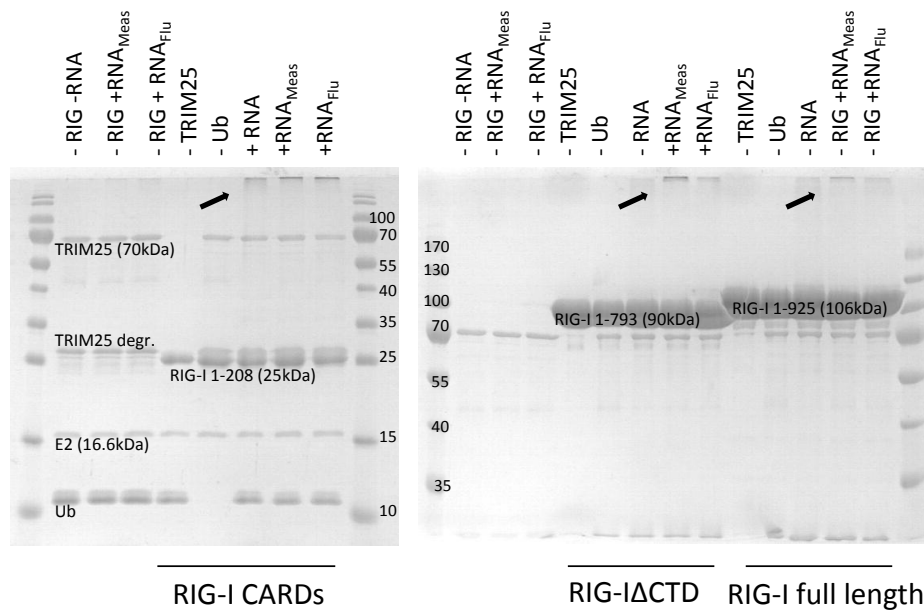 - RIG -RNA
- RIG +RNAMeas
- RIG + RNAFlu
- TRIM25
- Ub
+ RNA
+RNAMeas
+RNAFlu
- RIG -RNA
- RIG +RNAMeas
- RIG + RNAFlu
- TRIM25
- Ub
- RNA
+RNAMeas
+RNAFlu
- TRIM25
- Ub
- RNA
- RIG +RNAMeas
- RIG +RNAFlu
TRIM25 (70kDa)
TRIM25 degr.
RIG-I 1-208 (25kDa)
E2 (16.6kDa)
Ub
100
70
55
40
35
25
15
10
170
130
100
70
55
40
35
RIG-I 1-793 (90kDa)
RIG-I 1-925 (106kDa)
RIG-I CARDs
RIG-IΔCTD
RIG-I full length